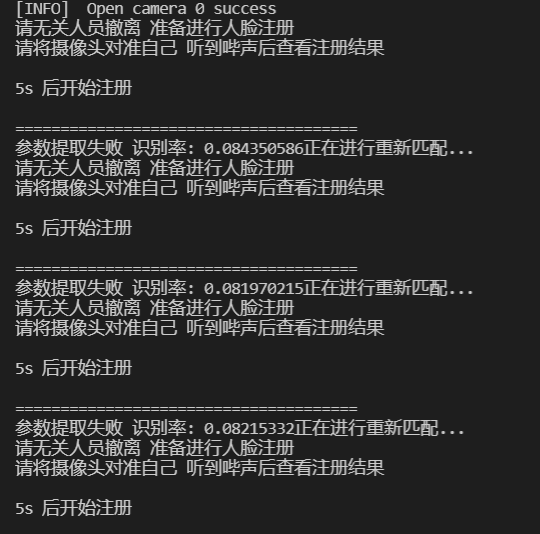 [INFO]  Open camera 0 success
请无关人员撤离 准备进行人脸注册
请将摄像头对准自己 听到哔声后查看注册结果
5s 后开始注册
======================================
参数提取失败 识别率: 0.084350586正在进行重新匹配...
请无关人员撤离 准备进行人脸注册
请将摄像头对准自己 听到哔声后查看注册结果
5s 后开始注册
======================================
参数提取失败 识别率: 0.081970215正在进行重新匹配...
请无关人员撤离 准备进行人脸注册
请将摄像头对准自己 听到哔声后查看注册结果
5s 后开始注册
======================================
参数提取失败 识别率: 0.08215332正在进行重新匹配...
请无关人员撤离 准备进行人脸注册
请将摄像头对准自己 听到哔声后查看注册结果
5s 后开始注册